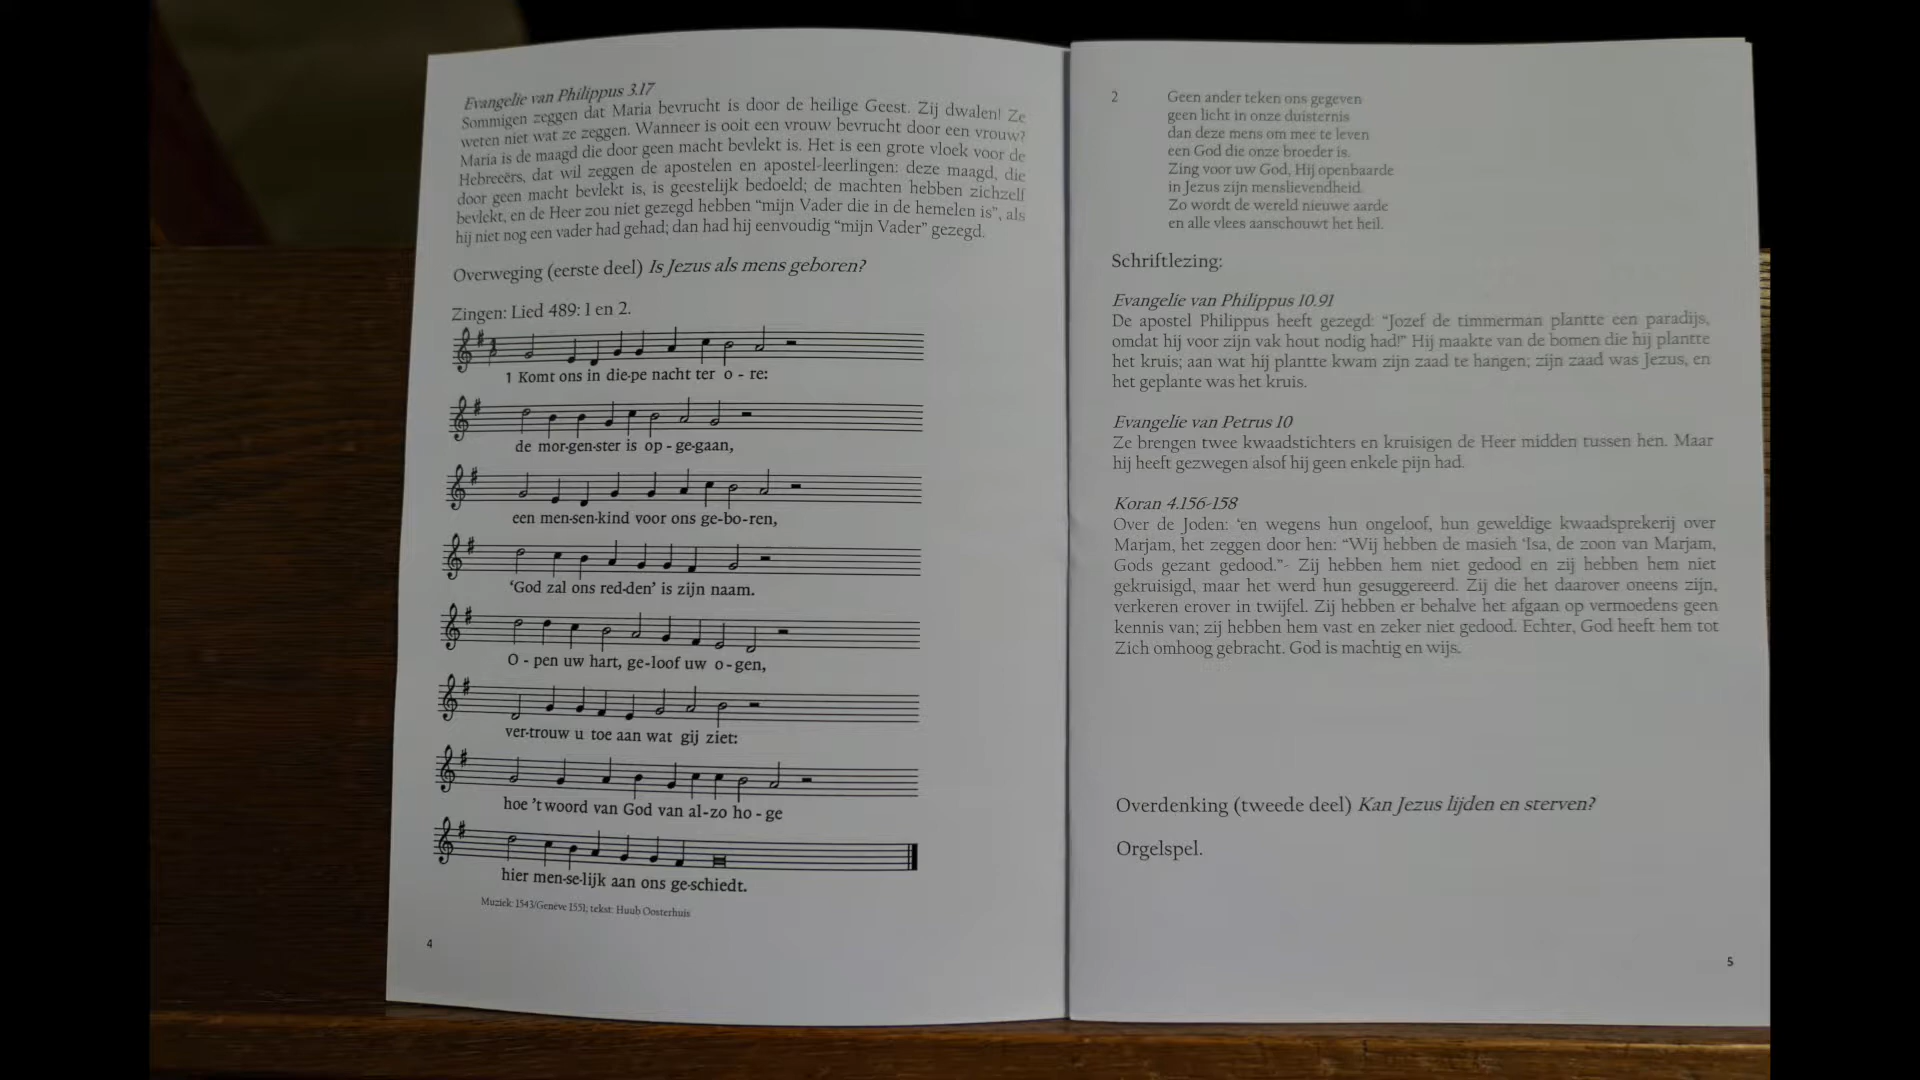 Evangelie van Philippus 3.17
Sommigen zeggen dat Maria bevrucht is door de heilige Geest. Zij dwalen! Ze
weten niet wat ze zeggen. Wanneer is ooit een vrouw bevrucht door een vrouw?
Maria is de maagd die door geen macht bevlekt is. Het is een grote vloek voor de
Hebreeërs, dat wil zeggen de apostelen en apostel-leerlingen: deze maagd, die
door geen macht bevlekt is, is geestelijk bedoeld; de machten hebben zichzelf
bevlekt, en de Heer zou niet gezegd hebben “mijn Vader die in de hemelen is”, als
hij niet nog een vader had gehad; dan had hij eenvoudig “mijn Vader” gezegd.
Overweging (eerste deel) Is Jezus als mens geboren?
Zingen: Lied 489: 1 en 2.
1 Komt ons in die-pe nacht ter o - re:
de mor-gen-ster is op - ge-gaan,
een men-sen-kind voor ons ge-bo-ren,
‘God zal ons red-den’ is zijn naam.
O - pen uw hart, ge-loof uw o - gen,
ver-trouw u toe aan wat gij ziet:
hoe ’t woord van God van al-zo ho - ge
hier men-se-lijk aan ons ge-schiedt.
Muziek: 1543/Genève 1551; tekst: Huub Oosterhuis
4
2 Geen ander teken ons gegeven
geen licht in onze duisternis
dan deze mens om mee te leven
een God die onze broeder is.
Zing voor uw God, Hij openbaarde
in Jezus zijn menslievendheid.
Zo wordt de wereld nieuwe aarde
en alle vlees aanschouwt het heil.
Schriftlezing:
Evangelie van Philippus 10.91
De apostel Philippus heeft gezegd: “Jozef de timmerman plantte een paradijs,
omdat hij voor zijn vak hout nodig had!” Hij maakte van de bomen die hij plantte
het kruis; aan wat hij plantte kwam zijn zaad te hangen; zijn zaad was Jezus, en
het geplante was het kruis.
Evangelie van Petrus 10
Ze brengen twee kwaadstichters en kruisigen de Heer midden tussen hen. Maar
hij heeft gezwegen alsof hij geen enkele pijn had.
Koran 4.156-158
Over de Joden: ‘en wegens hun ongeloof, hun geweldige kwaadsprekerij over
Marjam, het zeggen door hen: “Wij hebben de masieh ‘Isa, de zoon van Marjam,
Gods gezant gedood.”- Zij hebben hem niet gedood en zij hebben hem niet
gekruisigd, maar het werd hun gesuggereerd. Zij die het daarover oneens zijn,
verkeren erover in twijfel. Zij hebben er behalve het afgaan op vermoedens geen
kennis van; zij hebben hem vast en zeker niet gedood. Echter, God heeft hem tot
Zich omhoog gebracht. God is machtig en wijs.
Overdenking (tweede deel) Kan Jezus lijden en sterven?
Orgelspel.
5